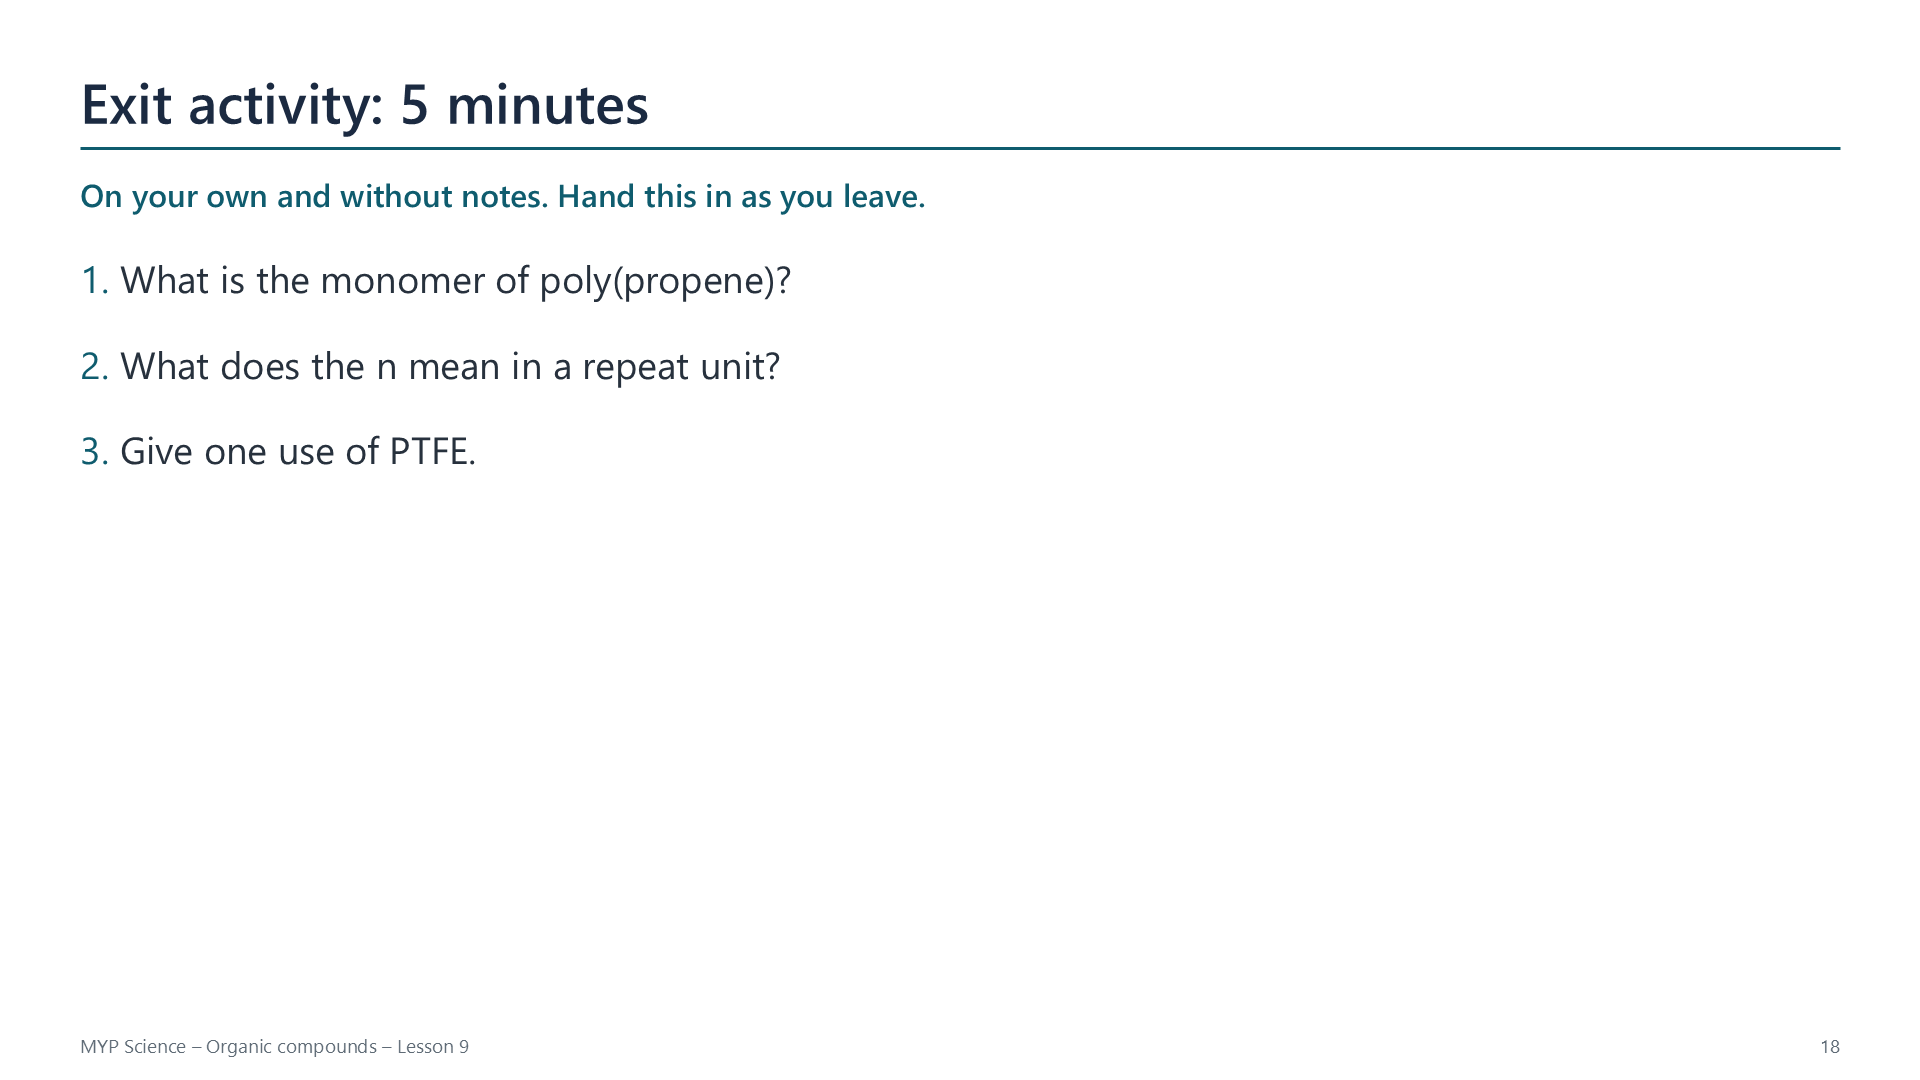 Exit activity: 5 minutes
On your own and without notes. Hand this in as you leave.
1. What is the monomer of poly(propene)?
2. What does the n mean in a repeat unit?
3. Give one use of PTFE.
MYP Science – Organic compounds – Lesson 9
18